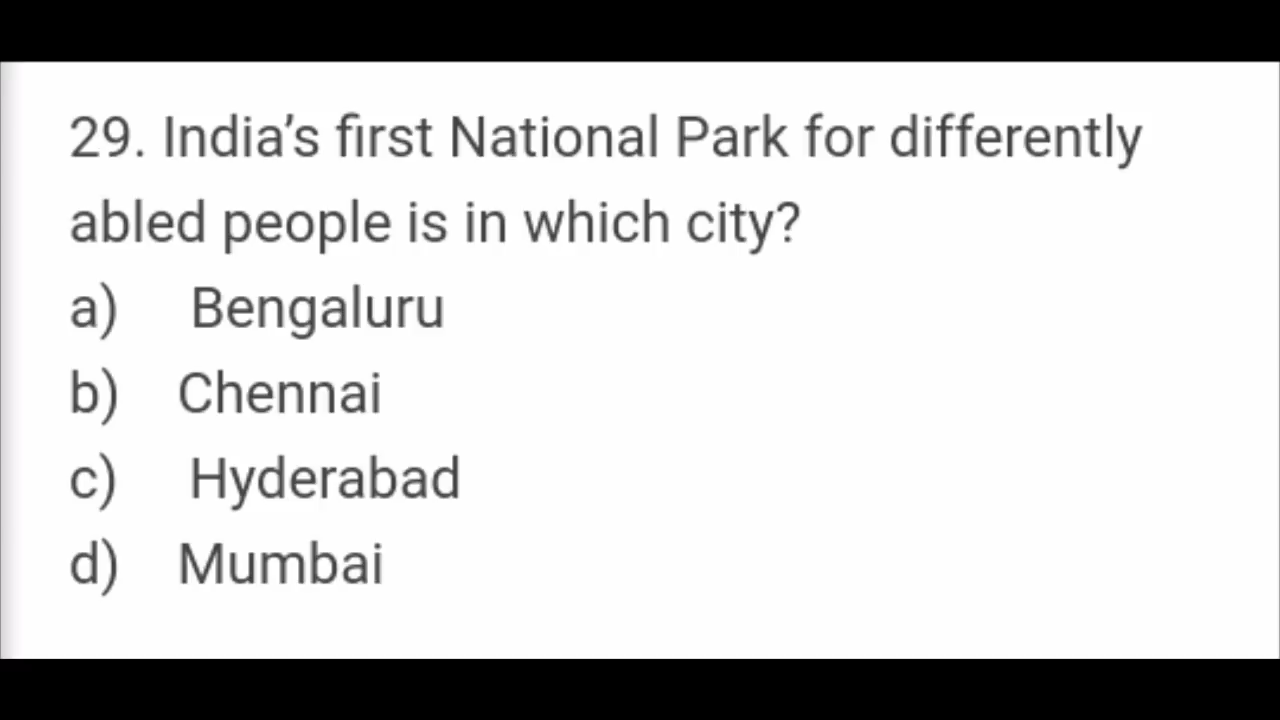 29. India’s first National Park for differently
abled people is in which city?
a) Bengaluru
b) Chennai
c) Hyderabad
d) Mumbai